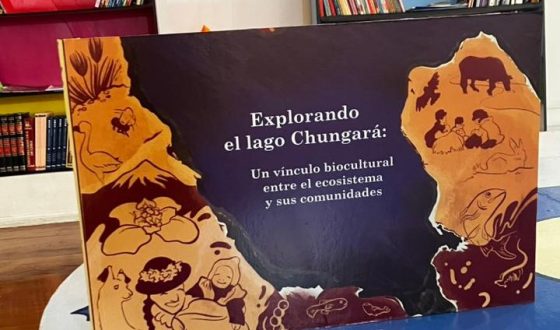 Explorando
el lago Chungará:
Un vínculo biocultural
entre el ecosistema
y sus comunidades